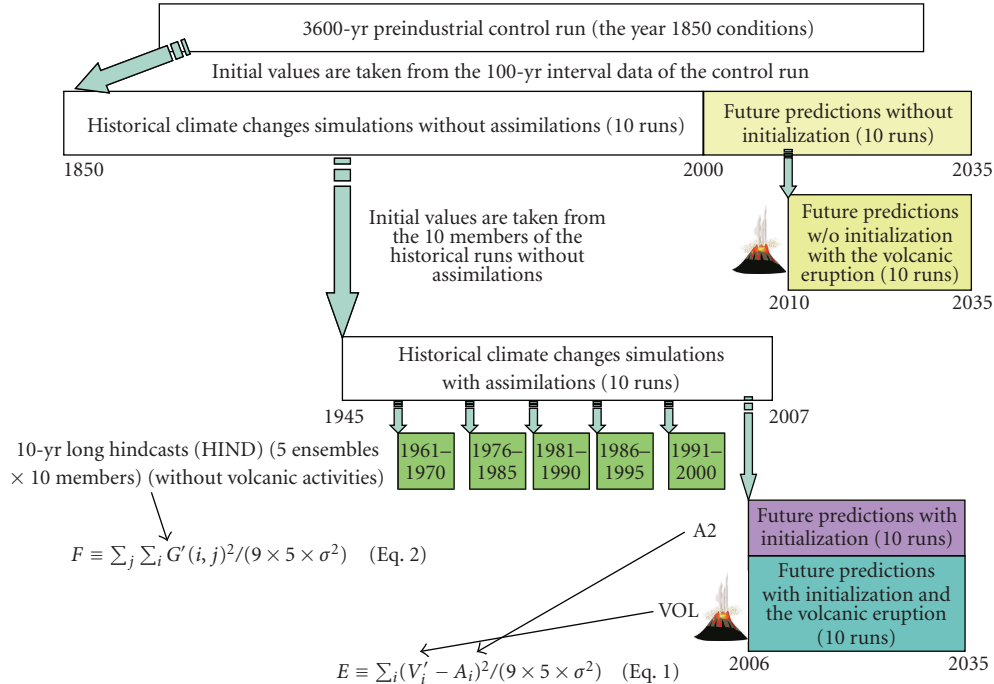 3600-yr preindustrial control run (the year 1850 conditions)
Initial values are taken from the 100-yr interval data of the control run
Historical climate changes simulations without assimilations (10 runs)
Future predictions without
initialization (10 runs)
1850
2000
2035
Initial values are taken from
the 10 members of the
historical runs without
assimilations
Future predictions
w/o initialization
with the volcanic
eruption (10 runs)
2010
2035
Historical climate changes simulations
with assimilations (10 runs)
1945
2007
10-yr long hindcasts (HIND) (5 ensembles
× 10 members) (without volcanic activities)
1961–
1970
1976–
1985
1981–
1990
1986–
1995
1991–
2000
F ≡ ∑_j ∑_i G′(i, j)²/(9 × 5 × σ²) (Eq. 2)
A2
Future predictions with
initialization (10 runs)
VOL
Future predictions
with initialization and
the volcanic eruption
(10 runs)
2006
2035
E ≡ ∑_i(V′_i − A_i)²/(9 × 5 × σ²) (Eq. 1)